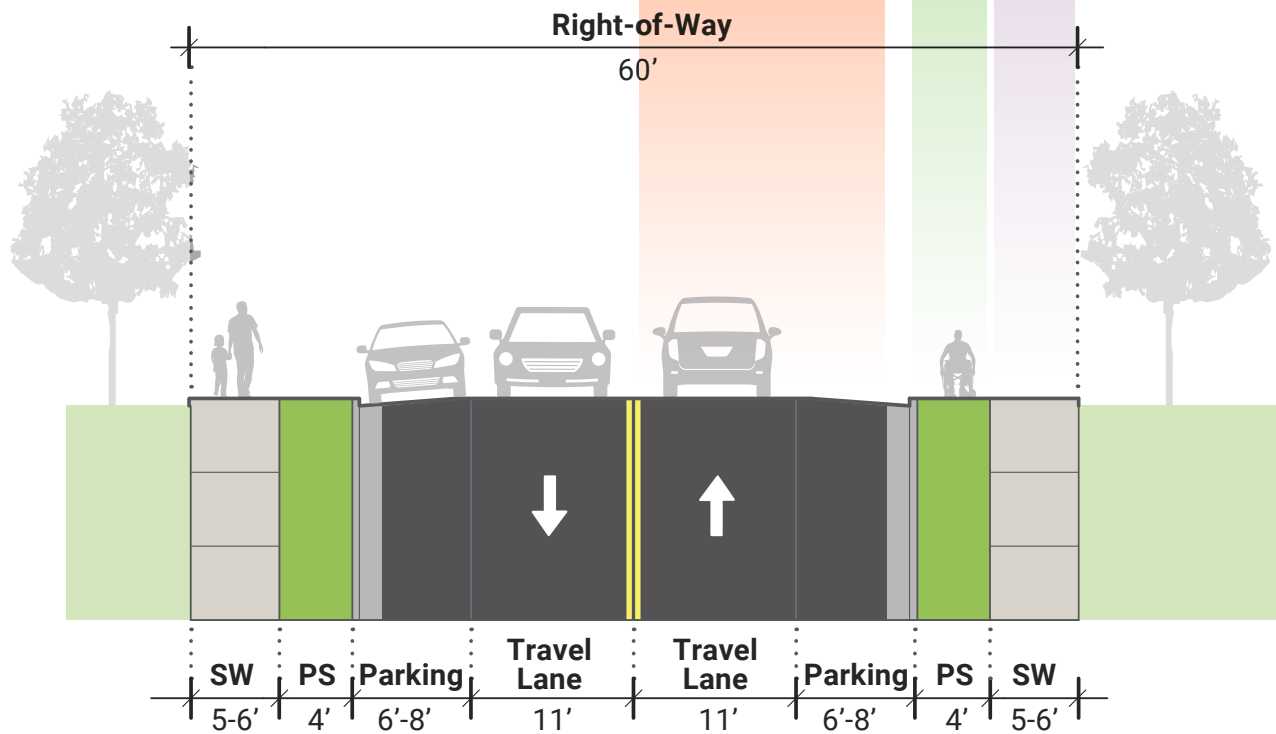 Right-of-Way
60’
SW PS Parking Travel Lane Travel Lane Parking PS SW
5-6’ 4’ 6’-8’ 11’ 11’ 6’-8’ 4’ 5-6’